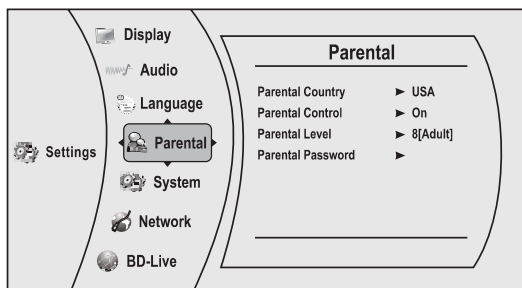 Settings
Display
Audio
Language
Parental
System
Network
BD-Live
Parental
Parental Country ► USA
Parental Control ► On
Parental Level ► 8[Adult]
Parental Password ►